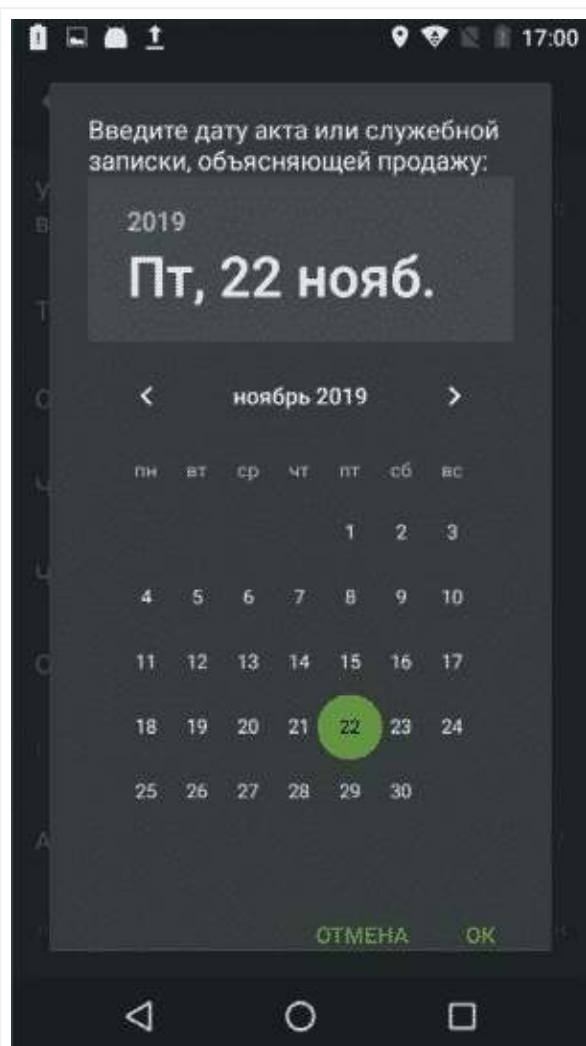 17:00
Введите дату акта или служебной
записки, объясняющей продажу:
2019
Пт, 22 нояб.
ноябрь 2019
пн вт ср чт пт сб вс
1 2 3
4 5 6 7 8 9 10
11 12 13 14 15 16 17
18 19 20 21 22 23 24
25 26 27 28 29 30
ОТМЕНА ОК